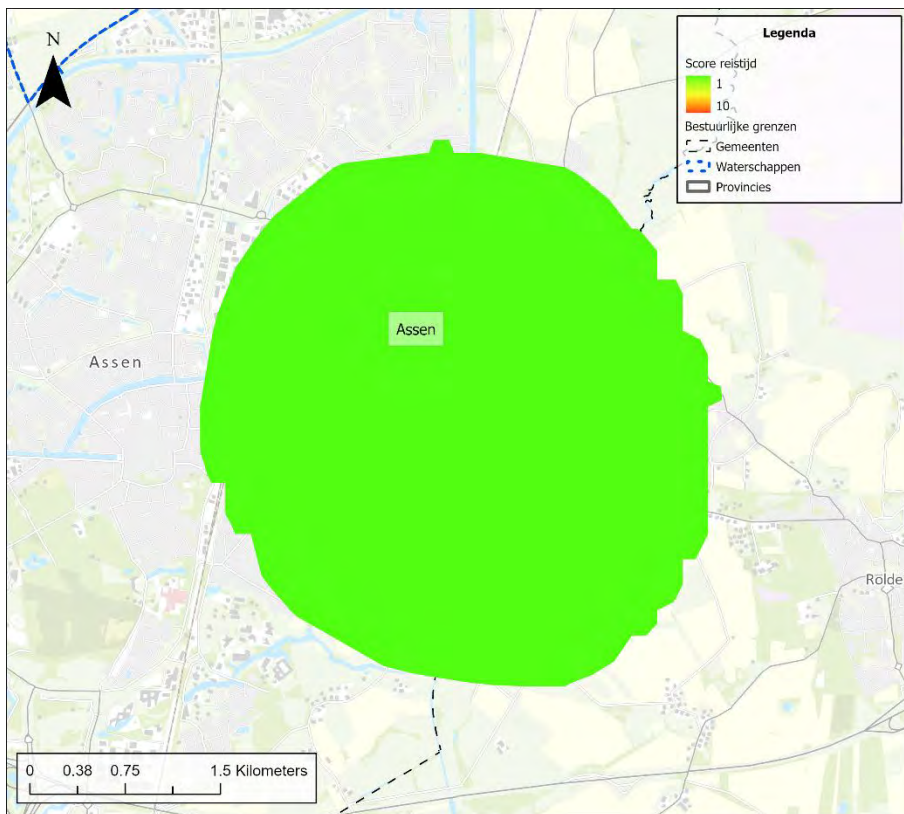 N
Legenda
Score reistijd
1
10
Bestuurlijke grenzen
Gemeenten
Waterschappen
Provincies
Assen
Assen
Rolde
0 0.38 0.75 1.5 Kilometers